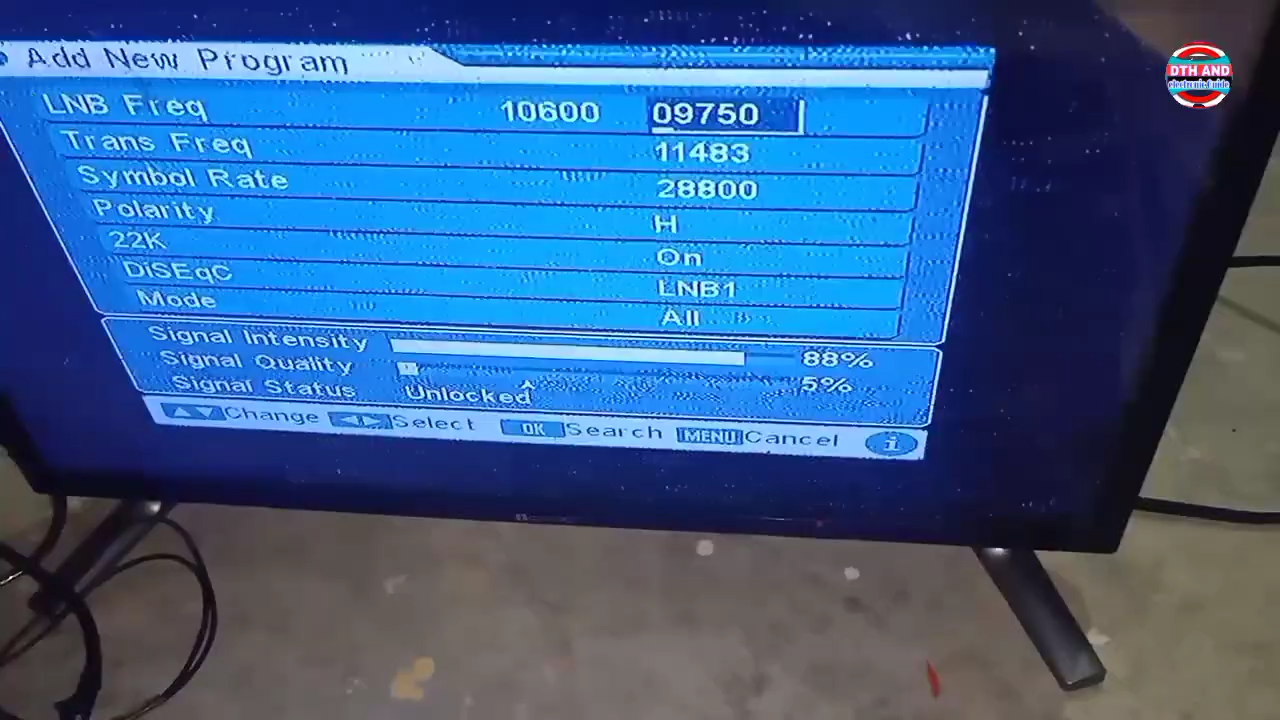 Add New Program
LNB Freq 10600 09750
Trans Freq 11483
Symbol Rate 28800
Polarity H
22K On
DiSEqC LNB1
Mode All
Signal Intensity 88%
Signal Quality 5%
Signal Status Unlocked
Change Select OK Search MENU Cancel i
DTH AND
electronicGuide